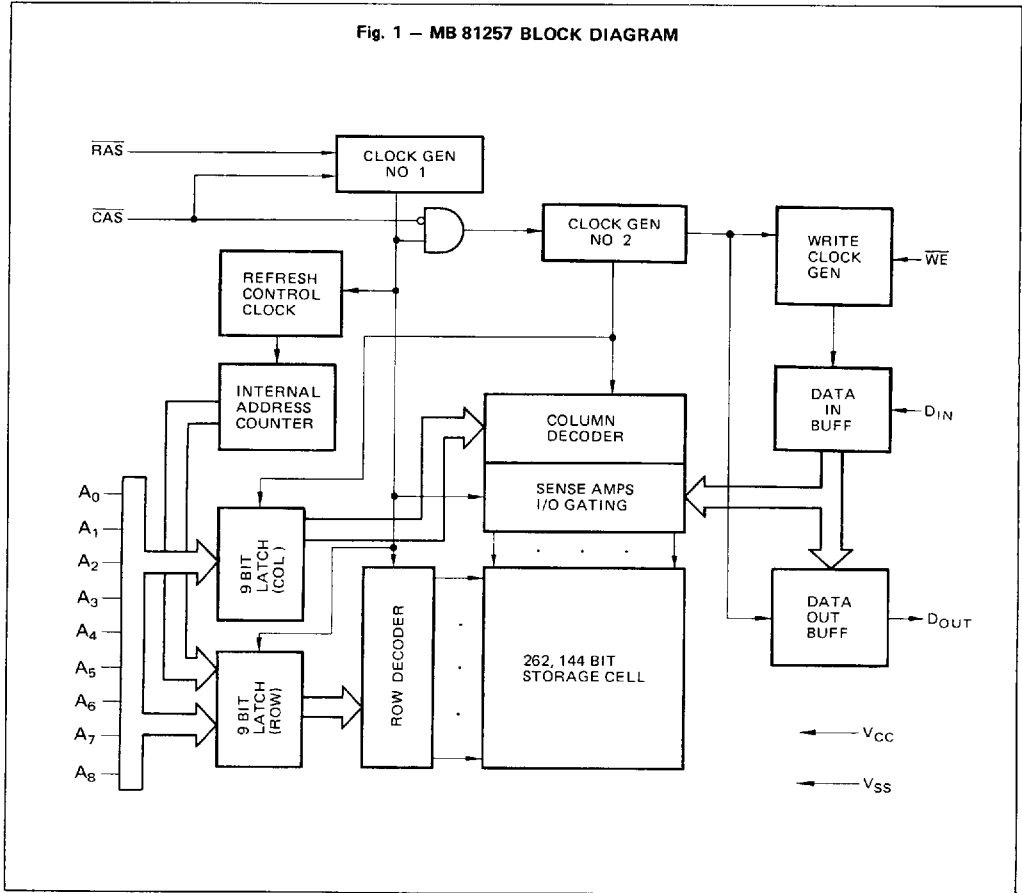 Fig. 1 – MB 81257 BLOCK DIAGRAM
RAS
CLOCK GEN
NO 1
CAS
CLOCK GEN
NO 2
WRITE
CLOCK
GEN
WE
REFRESH
CONTROL
CLOCK
INTERNAL
ADDRESS
COUNTER
COLUMN
DECODER
DATA
IN
BUFF
DIN
SENSE AMPS
I/O GATING
A0
A1
A2
A3
A4
A5
A6
A7
A8
9 BIT
LATCH
(COL.)
9 BIT
LATCH
(ROW)
ROW DECODER
262, 144 BIT
STORAGE CELL
DATA
OUT
BUFF
DOUT
VCC
VSS